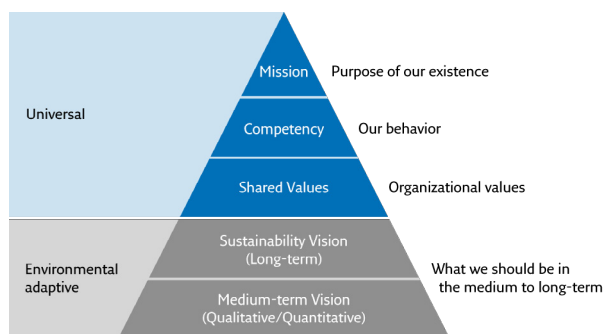 Mission
Purpose of our existence
Universal
Competency
Our behavior
Shared Values
Organizational values
Sustainability Vision
(Long-term)
Environmental
adaptive
What we should be in
the medium to long-term
Medium-term Vision
(Qualitative/Quantitative)